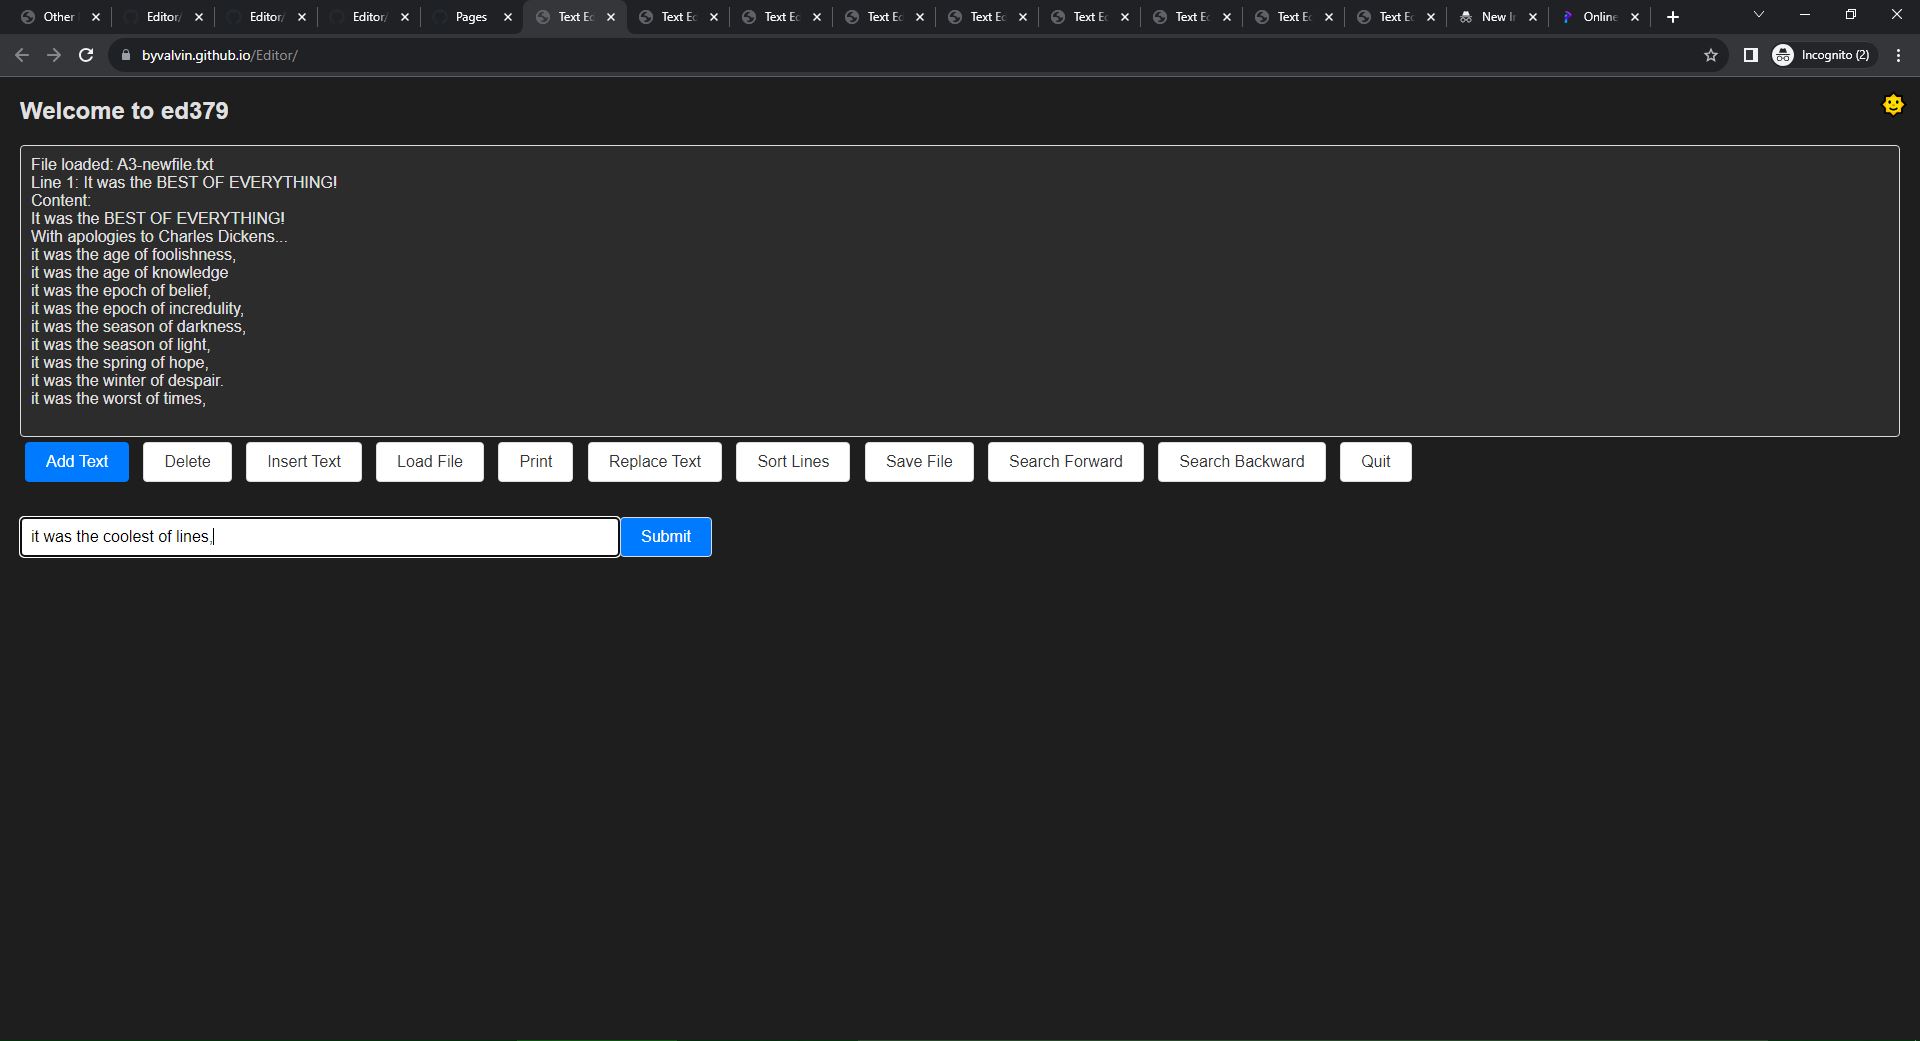 Other
Editor/
Editor/
Editor/
Pages
Text Ec
Text Ec
Text Ed
Text Ec
Text Ec
Text Ec
Text Ec
Text Ec
Text Ec
New Ir
Online
byvalvin.github.io/Editor/
Incognito (2)
Welcome to ed379
File loaded: A3-newfile.txt
Line 1: It was the BEST OF EVERYTHING!
Content:
It was the BEST OF EVERYTHING!
With apologies to Charles Dickens...
it was the age of foolishness,
it was the age of knowledge
it was the epoch of belief,
it was the epoch of incredulity,
it was the season of darkness,
it was the season of light,
it was the spring of hope,
it was the winter of despair.
it was the worst of times,
Add Text Delete Insert Text Load File Print Replace Text Sort Lines Save File Search Forward Search Backward Quit
it was the coolest of lines,
Submit